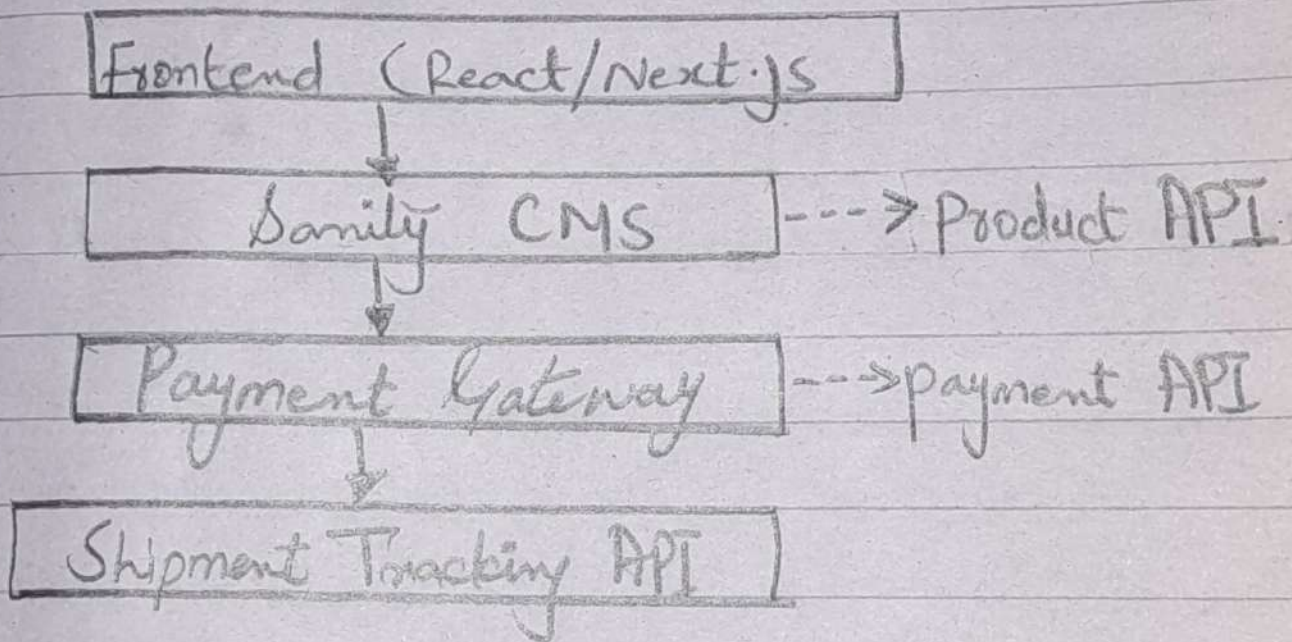 Frontend (React/Next.js
Sanity CMS ---> Product API
Payment Gateway ---> payment API
Shipment Tracking API